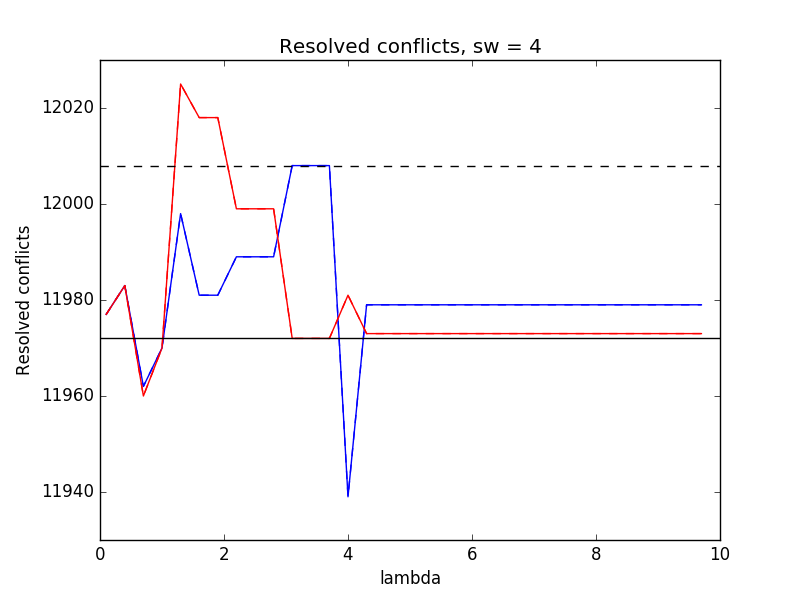 Resolved conflicts, sw = 4
12020
12000
11980
11960
11940
Resolved conflicts
0 2 4 6 8 10
lambda